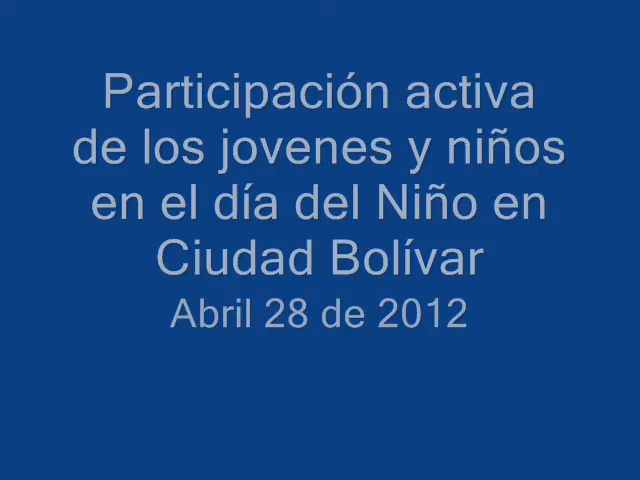 Participación activa
de los jovenes y niños
en el día del Niño en
Ciudad Bolívar
Abril 28 de 2012